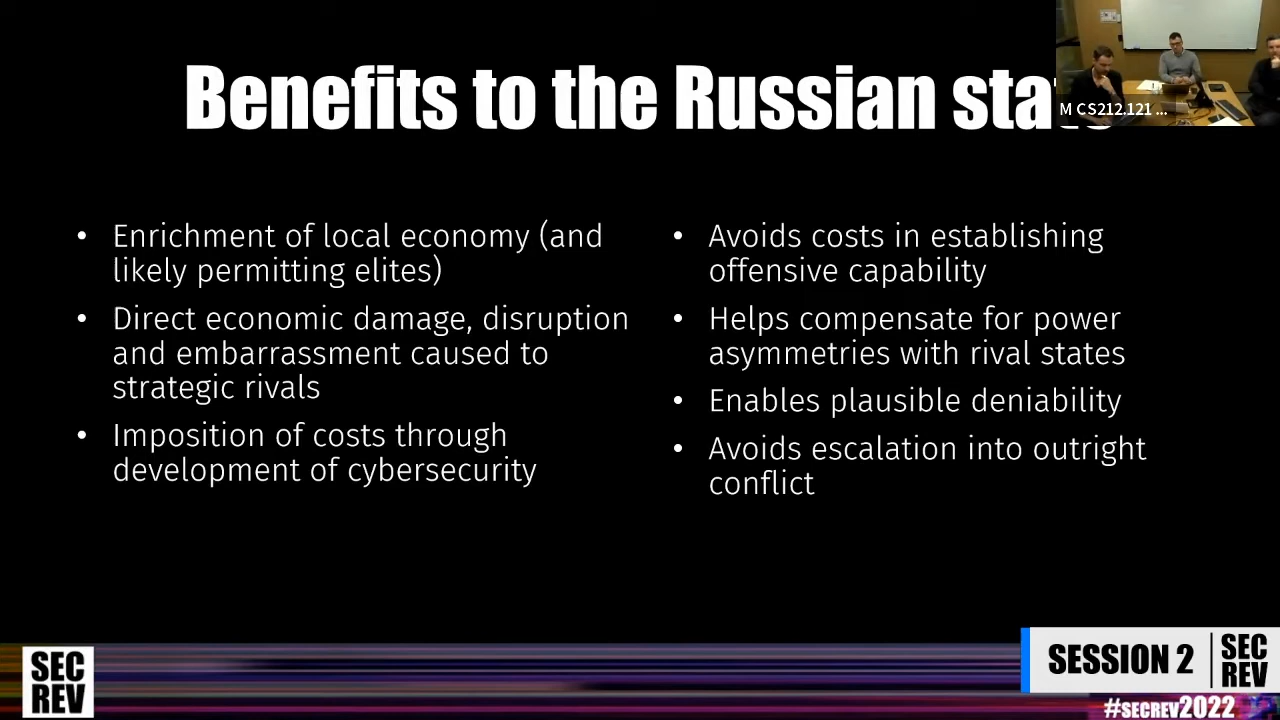 Benefits to the Russian state
M CS212.121 ...
• Enrichment of local economy (and
likely permitting elites)
• Direct economic damage, disruption
and embarrassment caused to
strategic rivals
• Imposition of costs through
development of cybersecurity
• Avoids costs in establishing
offensive capability
• Helps compensate for power
asymmetries with rival states
• Enables plausible deniability
• Avoids escalation into outright
conflict
SEC
REV
SESSION 2
SEC
REV
#SECREV2022